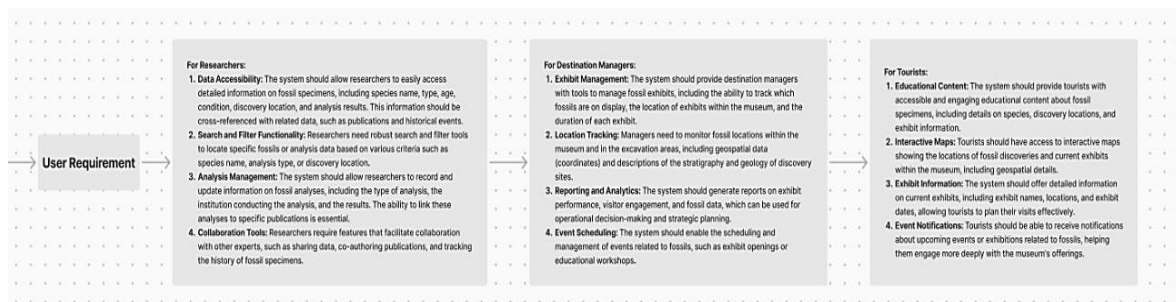 User Requirement
For Researchers:
1. Data Accessibility: The system should allow researchers to easily access
detailed information on fossil specimens, including species name, type, age,
condition, discovery location, and analysis results. This information should be
cross-referenced with related data, such as publications and historical events.
2. Search and Filter Functionality: Researchers need robust search and filter tools
to locate specific fossils or analysis data based on various criteria such as
species name, analysis type, or discovery location.
3. Analysis Management: The system should allow researchers to record and
update information on fossil analyses, including the type of analysis, the
institution conducting the analysis, and the results. The ability to link these
analyses to specific publications is essential.
4. Collaboration Tools: Researchers require features that facilitate collaboration
with other experts, such as sharing data, co-authoring publications, and tracking
the history of fossil specimens.
For Destination Managers:
1. Exhibit Management: The system should provide destination managers
with tools to manage fossil exhibits, including the ability to track which
fossils are on display, the location of exhibits within the museum, and the
duration of each exhibit.
2. Location Tracking: Managers need to monitor fossil locations within the
museum and in the excavation areas, including geospatial data
(coordinates) and descriptions of the stratigraphy and geology of discovery
sites.
3. Reporting and Analytics: The system should generate reports on exhibit
performance, visitor engagement, and fossil data, which can be used for
operational decision-making and strategic planning.
4. Event Scheduling: The system should enable the scheduling and
management of events related to fossils, such as exhibit openings or
educational workshops.
For Tourists:
1. Educational Content: The system should provide tourists with
accessible and engaging educational content about fossil
specimens, including details on species, discovery locations, and
exhibit information.
2. Interactive Maps: Tourists should have access to interactive maps
showing the locations of fossil discoveries and current exhibits
within the museum, including geospatial details.
3. Exhibit Information: The system should offer detailed information
on current exhibits, including exhibit names, locations, and exhibit
dates, allowing tourists to plan their visits effectively.
4. Event Notifications: Tourists should be able to receive notifications
about upcoming events or exhibitions related to fossils, helping
them engage more deeply with the museum's offerings.